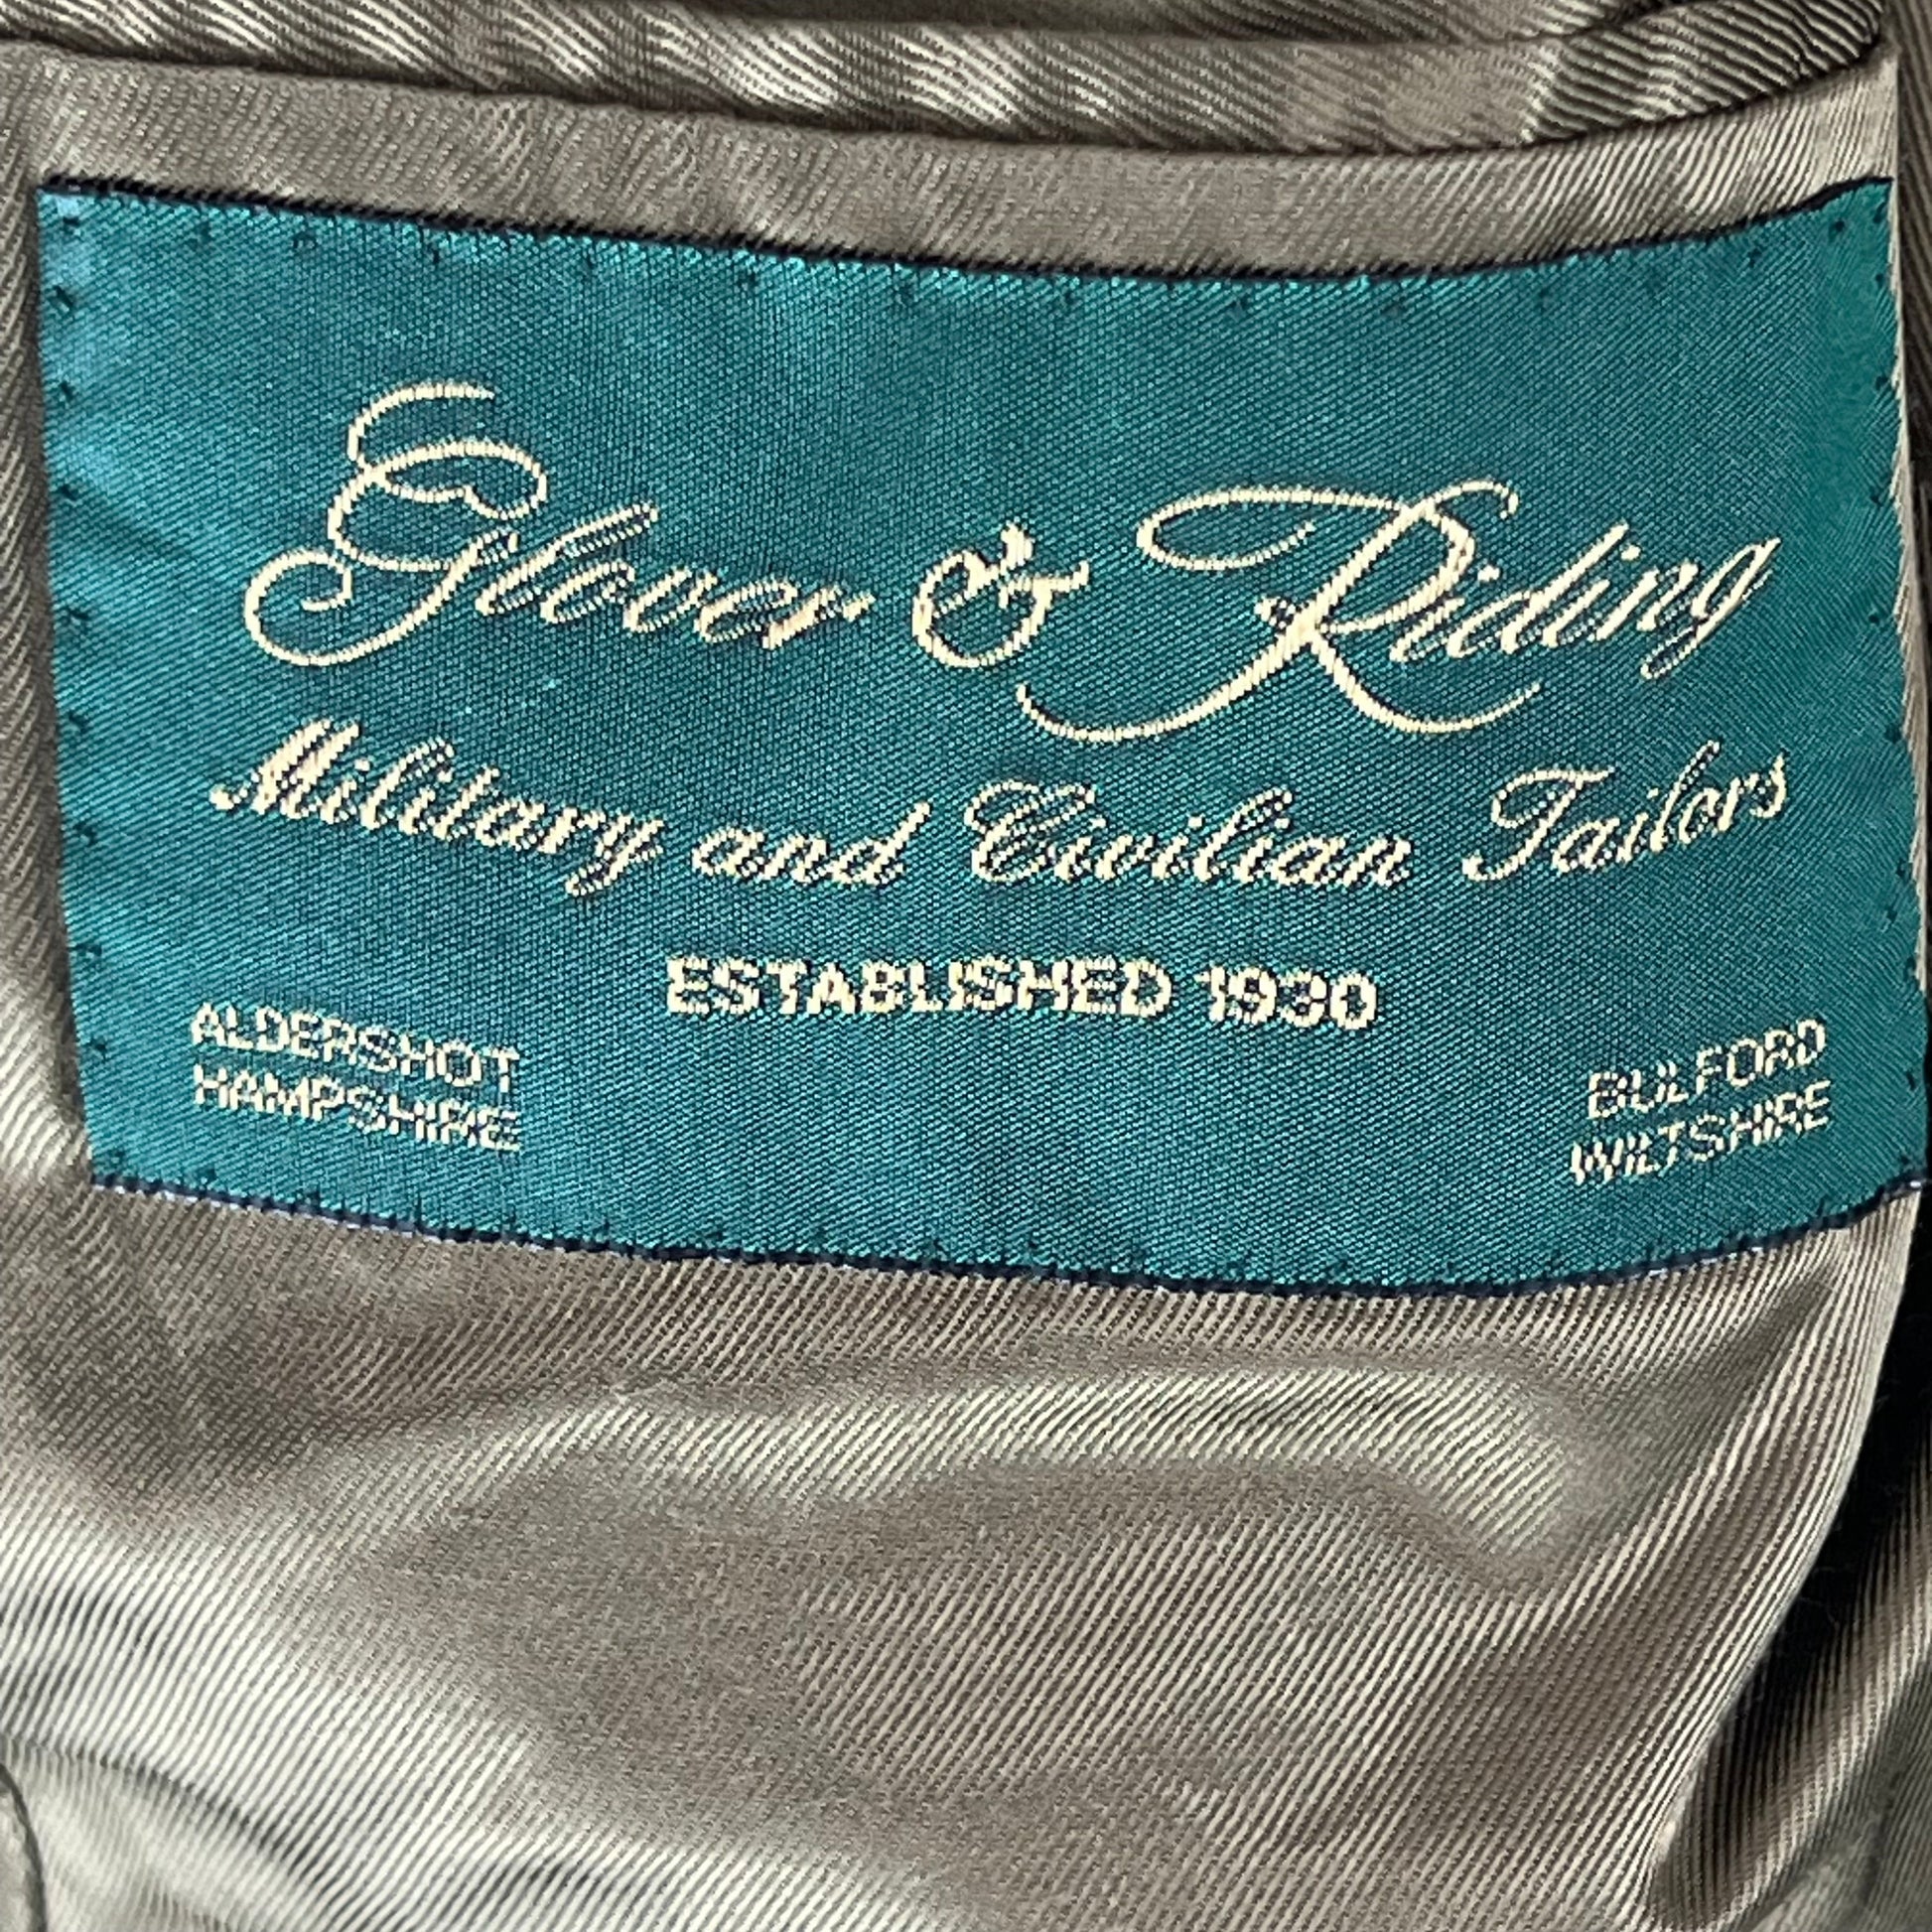 Glover & Riding
Military and Civilian Tailors
ESTABLISHED 1930
ALDERSHOT
HAMPSHIRE
BULFORD
WILTSHIRE